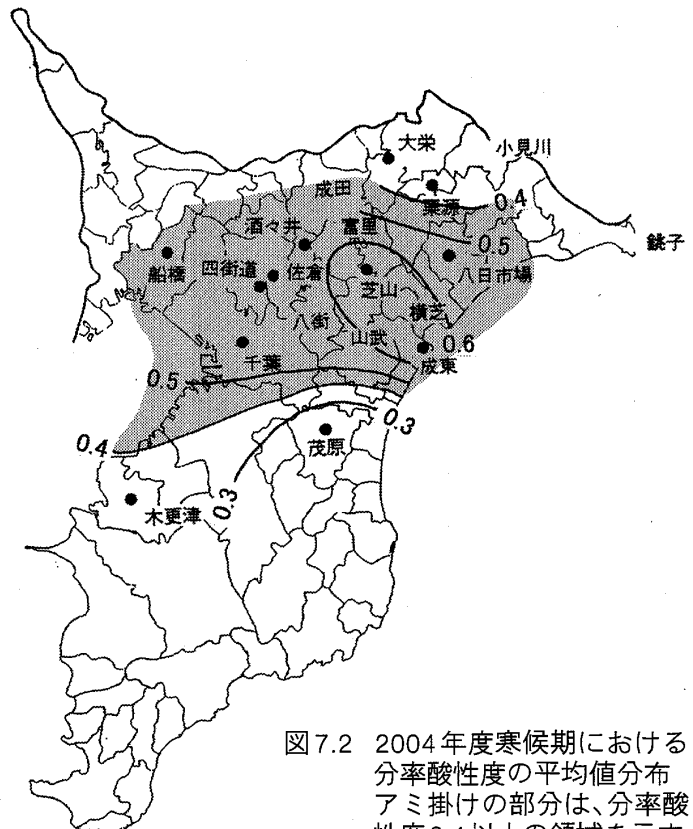 大栄
小見川
成田
栗源
0.4
酒々井
富里
0.5
銚子
船橋
四街道
佐倉
芝山
八日市場
八街
横芝
山武
0.6
千葉
成東
0.5
0.4
0.3
茂原
0.3
木更津
図7.2 2004年度寒候期における
分率酸性度の平均値分布
アミ掛けの部分は、分率酸